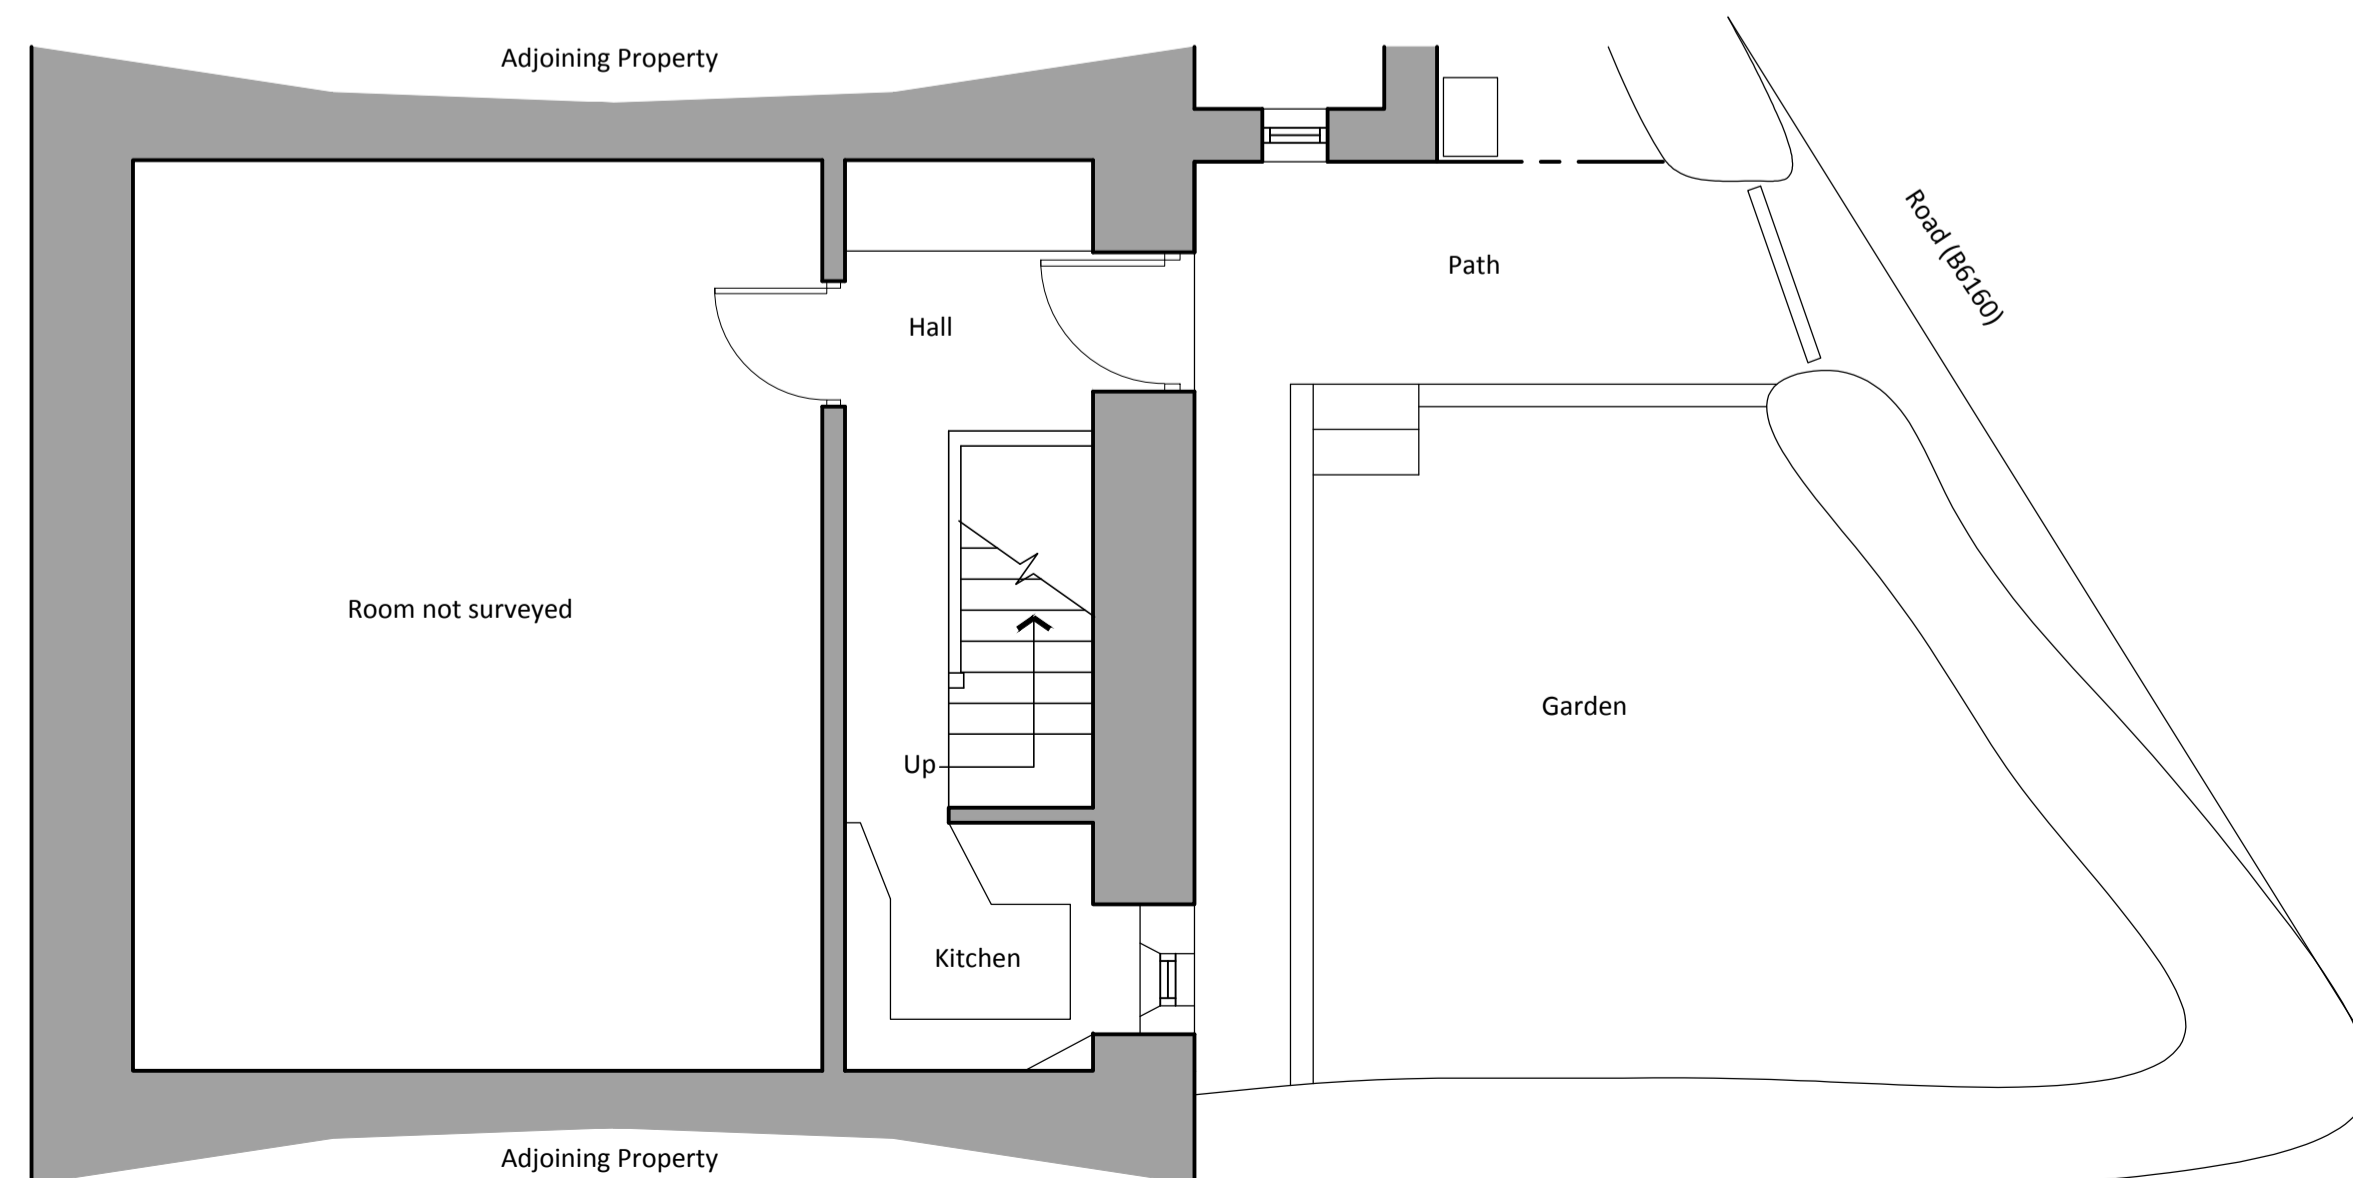 Adjoining Property
Road (B6160)
Path
Hall
Room not surveyed
Garden
Up
Kitchen
Adjoining Property